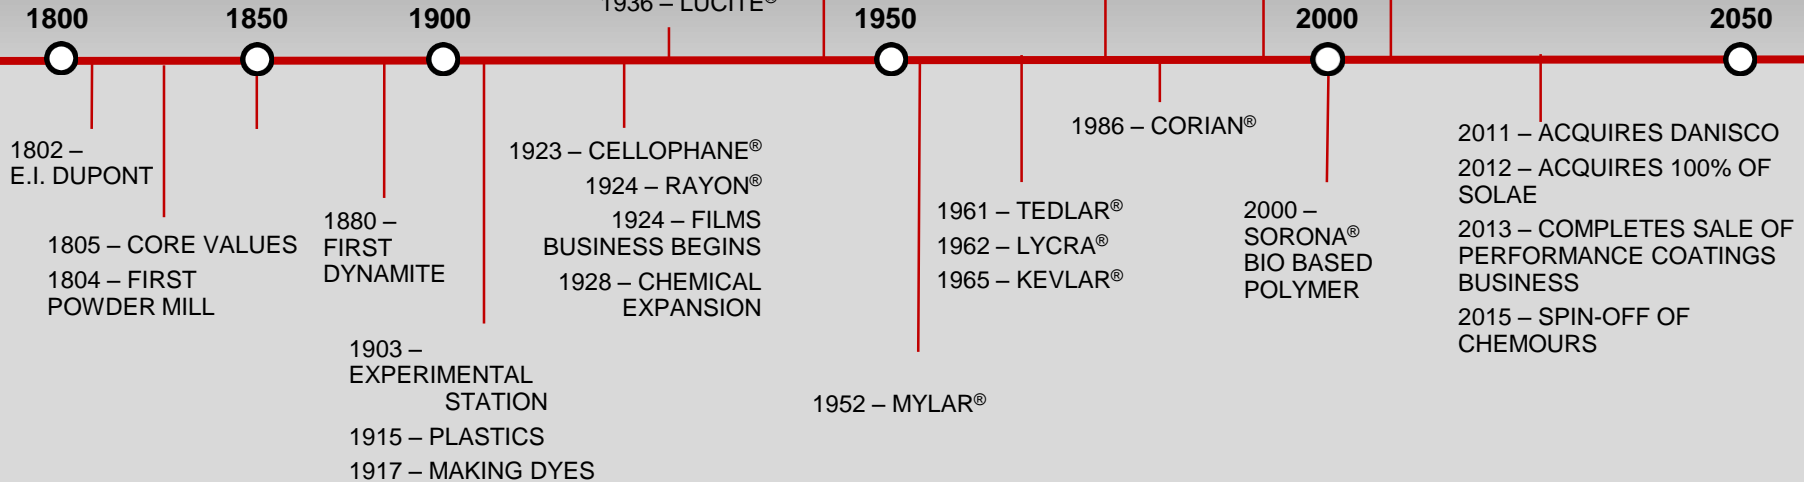 1936 – LUCITE®
1800
1850
1900
1950
2000
2050
1802 –
E.I. DUPONT
1805 – CORE VALUES
1804 – FIRST
POWDER MILL
1880 –
FIRST
DYNAMITE
1903 –
EXPERIMENTAL
STATION
1915 – PLASTICS
1917 – MAKING DYES
1923 – CELLOPHANE®
1924 – RAYON®
1924 – FILMS
BUSINESS BEGINS
1928 – CHEMICAL
EXPANSION
1952 – MYLAR®
1961 – TEDLAR®
1962 – LYCRA®
1965 – KEVLAR®
1986 – CORIAN®
2000 –
SORONA®
BIO BASED
POLYMER
2011 – ACQUIRES DANISCO
2012 – ACQUIRES 100% OF
SOLAE
2013 – COMPLETES SALE OF
PERFORMANCE COATINGS
BUSINESS
2015 – SPIN-OFF OF
CHEMOURS